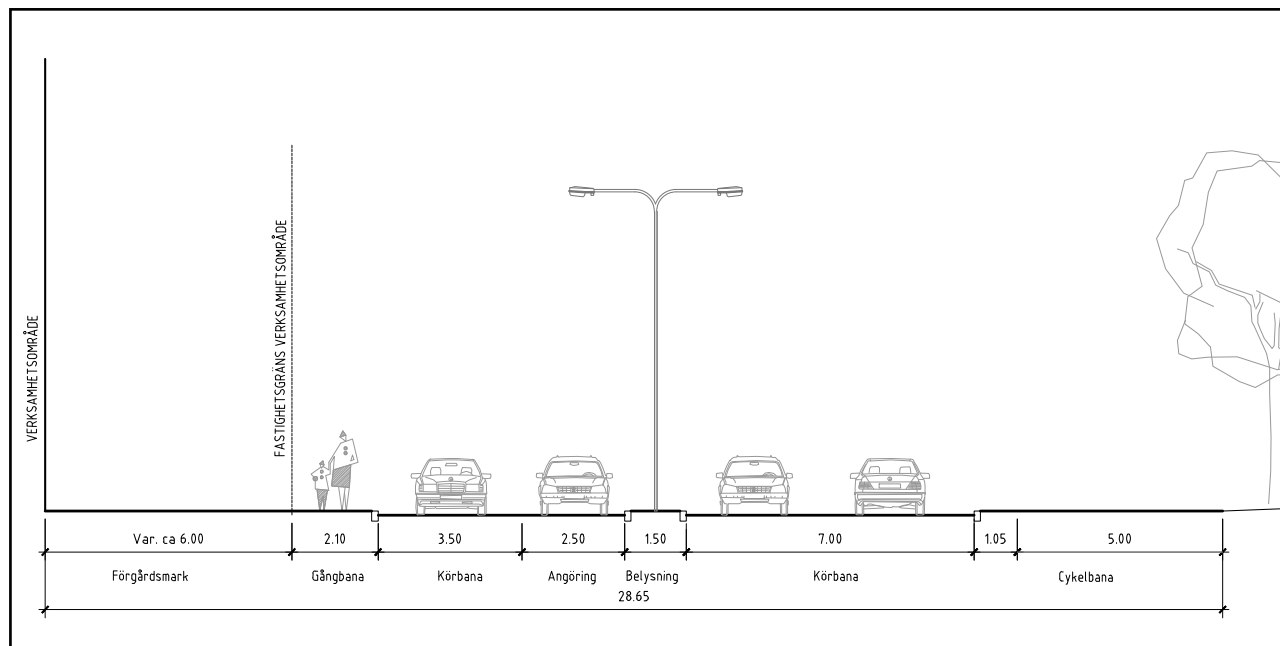 VERKSAMHETSOMRÅDE
FASTIGHETSGRÄNS VERKSAMHETSOMRÅDE
Var. ca 6.00
2.10
3.50
2.50
1.50
7.00
1.05
5.00
Förgårdsmark
Gångbana
Körbana
Angöring
Belysning
Körbana
Cykelbana
28.65